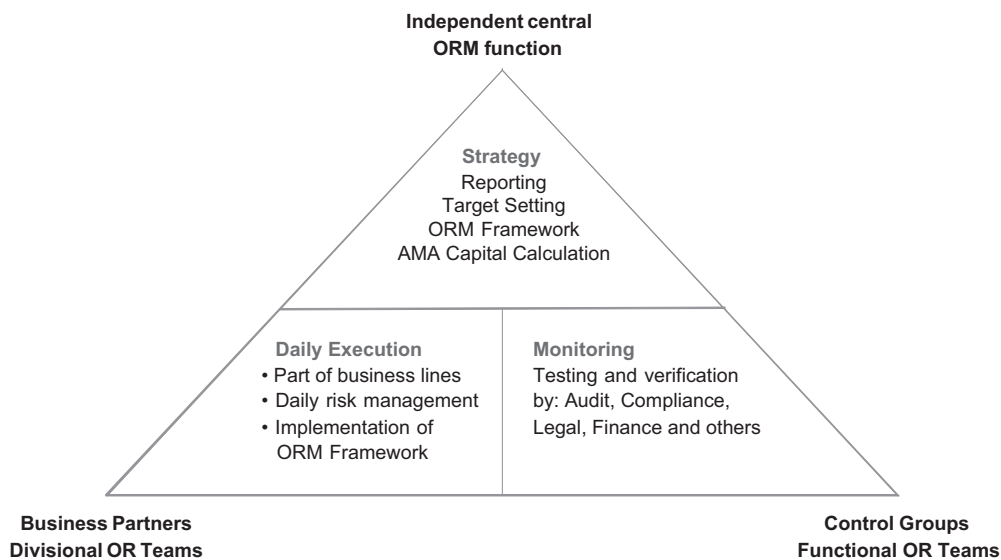 Independent central
ORM function
Strategy
Reporting
Target Setting
ORM Framework
AMA Capital Calculation
Daily Execution
• Part of business lines
• Daily risk management
• Implementation of
ORM Framework
Monitoring
Testing and verification
by: Audit, Compliance,
Legal, Finance and others
Business Partners
Divisional OR Teams
Control Groups
Functional OR Teams